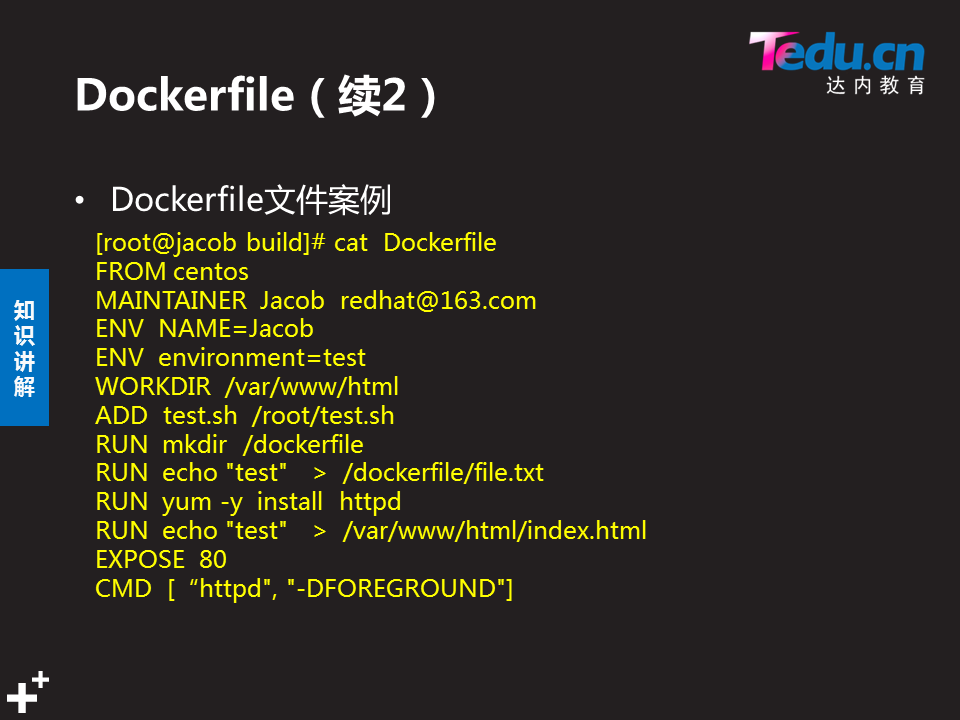 Tedu.cn
达内教育
Dockerfile（续2）
• Dockerfile文件案例
[root@jacob build]# cat  Dockerfile
FROM centos
MAINTAINER  Jacob  redhat@163.com
ENV  NAME=Jacob
ENV  environment=test
WORKDIR  /var/www/html
ADD  test.sh  /root/test.sh
RUN  mkdir  /dockerfile
RUN  echo "test"   >  /dockerfile/file.txt
RUN  yum -y  install  httpd
RUN  echo "test"   >  /var/www/html/index.html
EXPOSE  80
CMD  [  “httpd", "-DFOREGROUND"]
知
识
讲
解